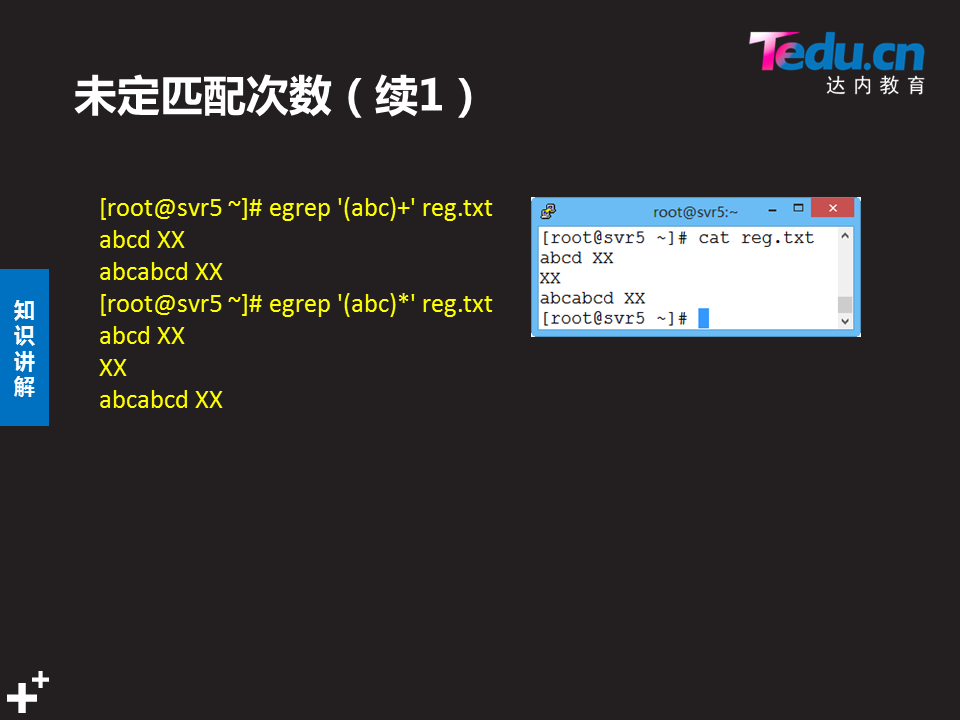 Tedu.cn
达内教育
未定匹配次数（续1）
[root@svr5 ~]# egrep '(abc)+' reg.txt
abcd XX
abcabcd XX
[root@svr5 ~]# egrep '(abc)*' reg.txt
abcd XX
XX
abcabcd XX
root@svr5:~
[root@svr5 ~]# cat reg.txt
abcd XX
XX
abcabcd XX
[root@svr5 ~]#
知
识
讲
解